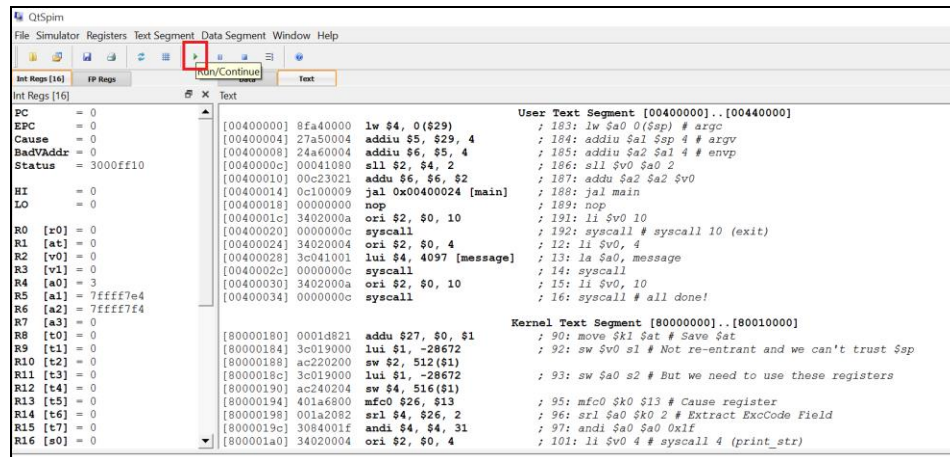 QtSpim
File Simulator Registers Text Segment Data Segment Window Help
Run/Continue
Int Regs [16] FP Regs Data Text
Int Regs [16] Text
PC = 0
EPC = 0
Cause = 0
BadVAddr = 0
Status = 3000ff10
HI = 0
LO = 0
R0 [r0] = 0
R1 [at] = 0
R2 [v0] = 0
R3 [v1] = 0
R4 [a0] = 3
R5 [a1] = 7ffff7e4
R6 [a2] = 7ffff7f4
R7 [a3] = 0
R8 [t0] = 0
R9 [t1] = 0
R10 [t2] = 0
R11 [t3] = 0
R12 [t4] = 0
R13 [t5] = 0
R14 [t6] = 0
R15 [t7] = 0
R16 [s0] = 0
User Text Segment [00400000]..[00440000]
[00400000] 8fa40000 lw $4, 0($29) ; 183: lw $a0 0($sp) # argc
[00400004] 27a50004 addiu $5, $29, 4 ; 184: addiu $a1 $sp 4 # argv
[00400008] 24a60004 addiu $6, $5, 4 ; 185: addiu $a2 $a1 4 # envp
[0040000c] 00041080 sll $2, $4, 2 ; 186: sll $v0 $a0 2
[00400010] 00c23021 addu $6, $6, $2 ; 187: addu $a2 $a2 $v0
[00400014] 0c100009 jal 0x00400024 [main] ; 188: jal main
[00400018] 00000000 nop ; 189: nop
[0040001c] 3402000a ori $2, $0, 10 ; 191: li $v0 10
[00400020] 0000000c syscall ; 192: syscall # syscall 10 (exit)
[00400024] 34020004 ori $2, $0, 4 ; 12: li $v0, 4
[00400028] 3c041001 lui $4, 4097 [message] ; 13: la $a0, message
[0040002c] 0000000c syscall ; 14: syscall
[00400030] 3402000a ori $2, $0, 10 ; 15: li $v0, 10
[00400034] 0000000c syscall ; 16: syscall # all done!
Kernel Text Segment [80000000]..[80010000]
[80000180] 0001d821 addu $27, $0, $1 ; 90: move $k1 $at # Save $at
[80000184] 3c019000 lui $1, -28672 ; 92: sw $v0 s1 # Not re-entrant and we can't trust $sp
[80000188] ac220200 sw $2, 512($1)
[8000018c] 3c019000 lui $1, -28672 ; 93: sw $a0 s2 # But we need to use these registers
[80000190] ac240204 sw $4, 516($1)
[80000194] 401a6800 mfc0 $26, $13 ; 95: mfc0 $k0 $13 # Cause register
[80000198] 001a2082 srl $4, $26, 2 ; 96: srl $a0 $k0 2 # Extract ExcCode Field
[8000019c] 3084001f andi $4, $4, 31 ; 97: andi $a0 $a0 0x1f
[800001a0] 34020004 ori $2, $0, 4 ; 101: li $v0 4 # syscall 4 (print_str)